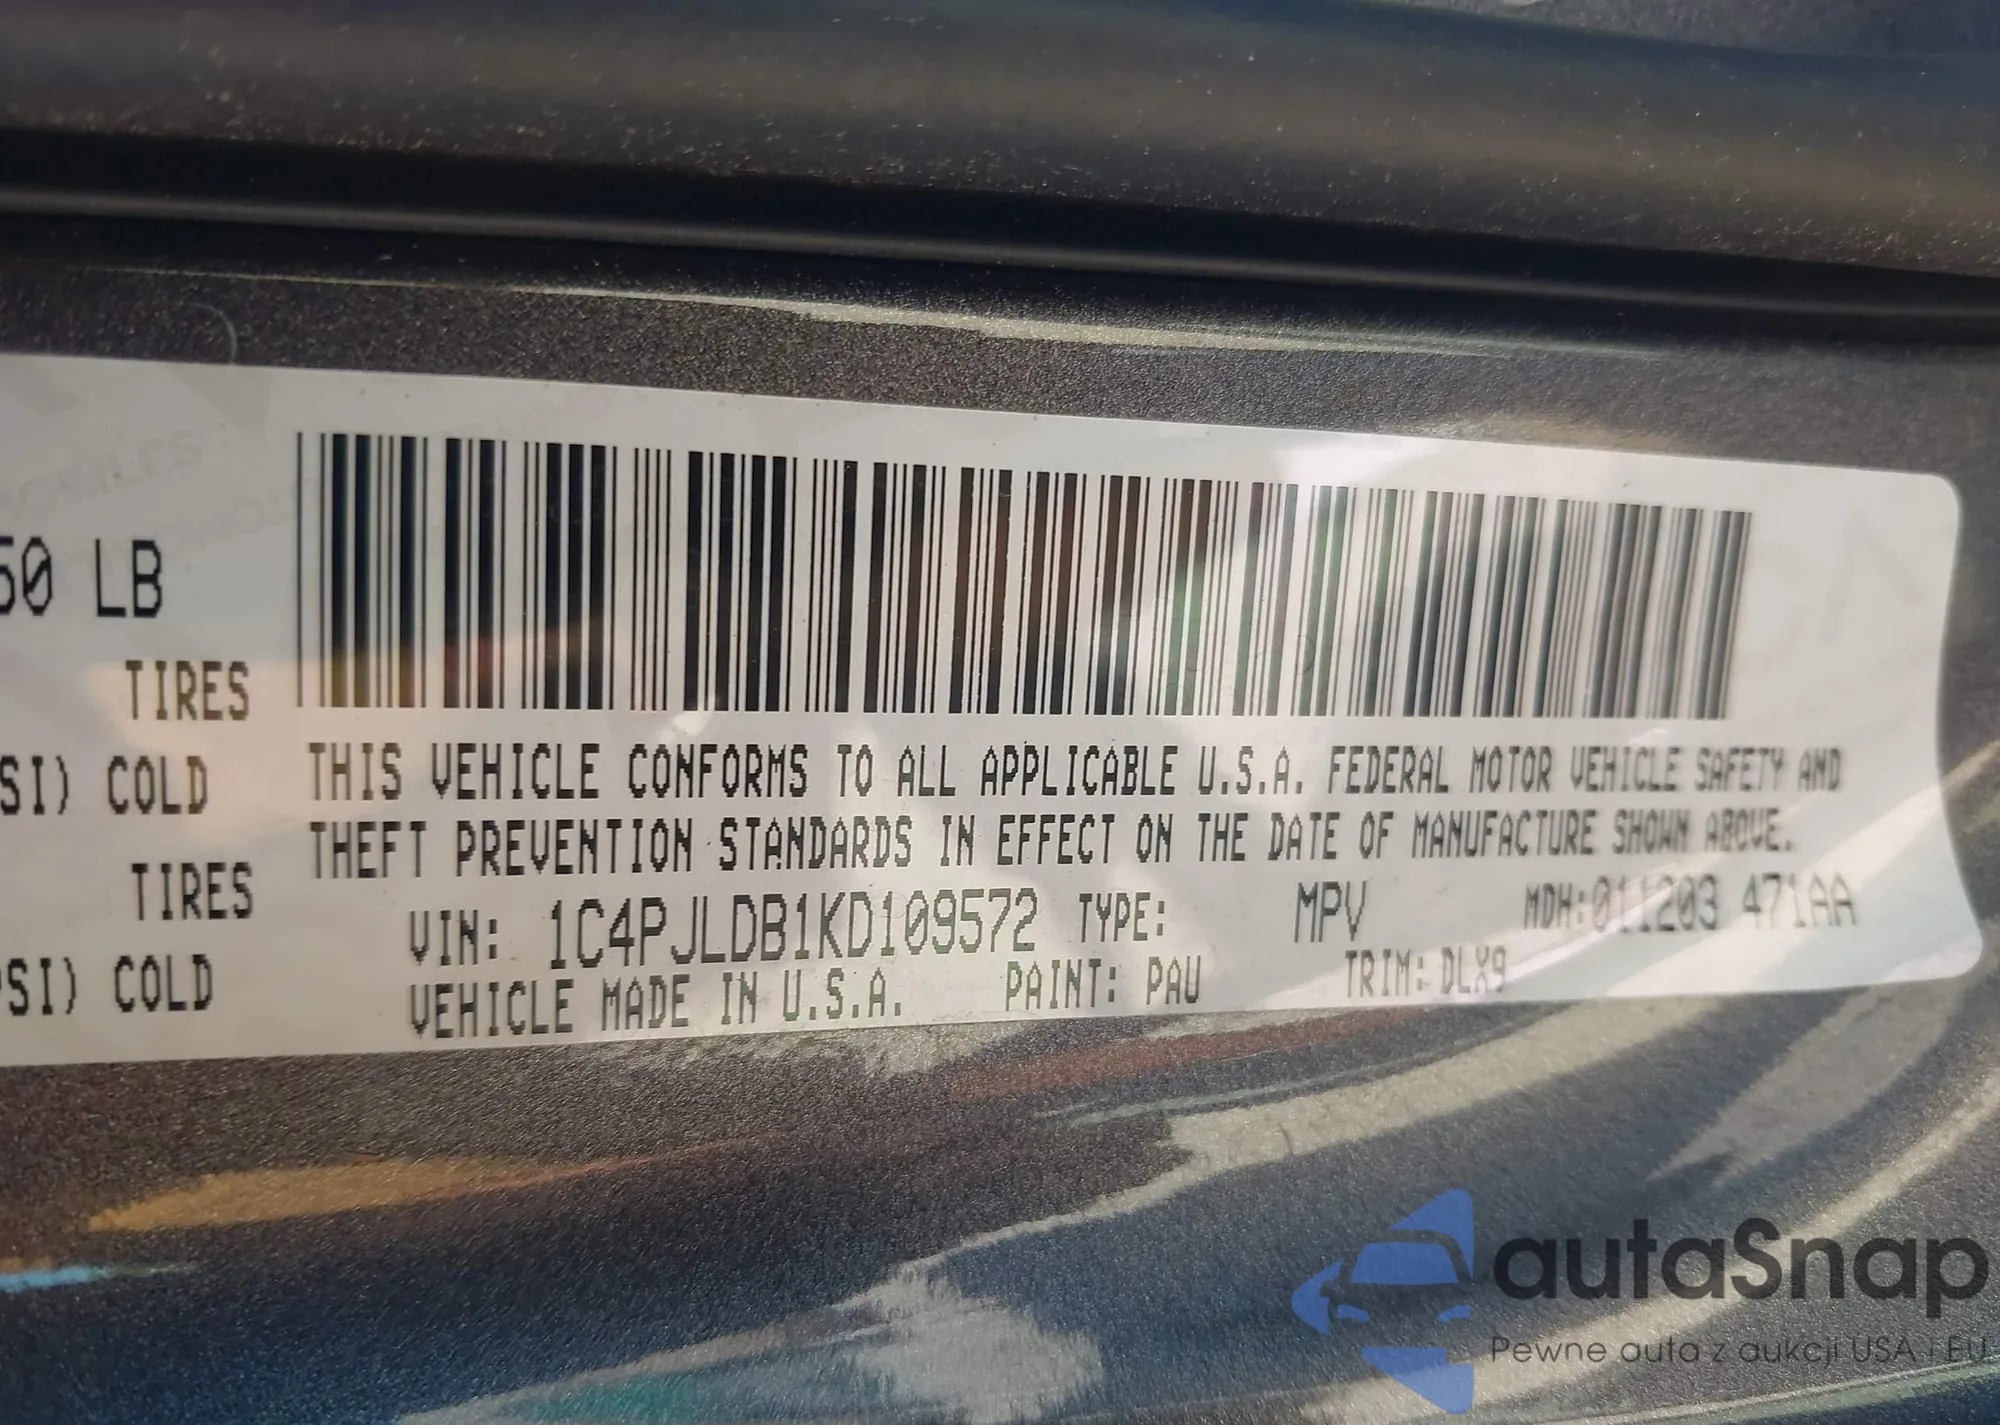 50 LB
TIRES
SI) COLD
TIRES
PSI) COLD
THIS VEHICLE CONFORMS TO ALL APPLICABLE U.S.A. FEDERAL MOTOR VEHICLE SAFETY AND
THEFT PREVENTION STANDARDS IN EFFECT ON THE DATE OF MANUFACTURE SHOWN ABOVE.
VIN: 1C4PJLDB1KD109572 TYPE: MPV MDH:011203 471AA
VEHICLE MADE IN U.S.A. PAINT: PAU TRIM: DLX9
autaSnap
Pewne auta z aukcji USA i EU